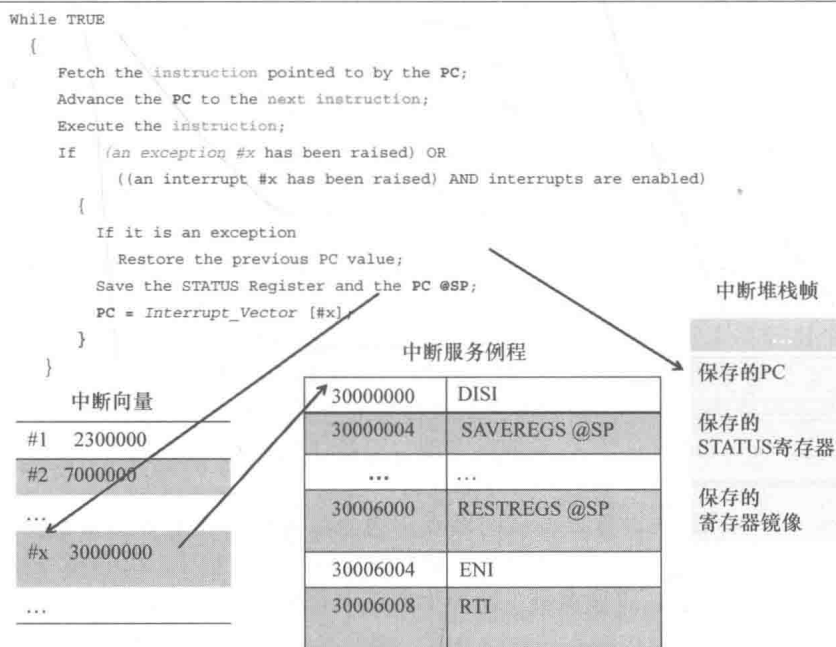 While TRUE
{
Fetch the instruction pointed to by the PC;
Advance the PC to the next instruction;
Execute the instruction;
If (an exception #x has been raised) OR
((an interrupt #x has been raised) AND interrupts are enabled)
{
If it is an exception
Restore the previous PC value;
Save the STATUS Register and the PC @SP;
PC = Interrupt_Vector [#x];
}
}
中断向量
#1 2300000
#2 7000000
...
#x 30000000
...
中断服务例程
30000000 DISI
30000004 SAVEREGS @SP
... ...
30006000 RESTREGS @SP
30006004 ENI
30006008 RTI
中断堆栈帧
...
保存的PC
保存的
STATUS寄存器
保存的
寄存器镜像